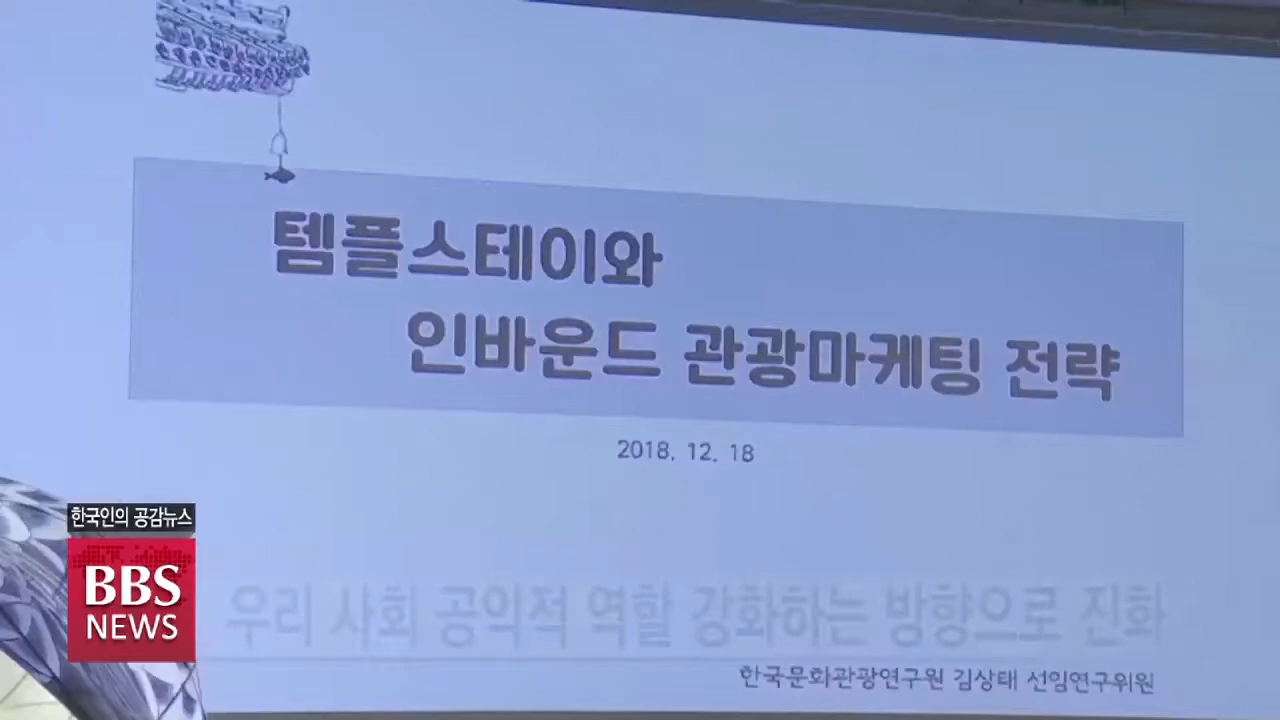 템플스테이와
인바운드 관광마케팅 전략
2018. 12. 18
한국인의 공감뉴스
BBS
NEWS
우리 사회 공익적 역할 강화하는 방향으로 진화
한국문화관광연구원 김상태 선임연구위원